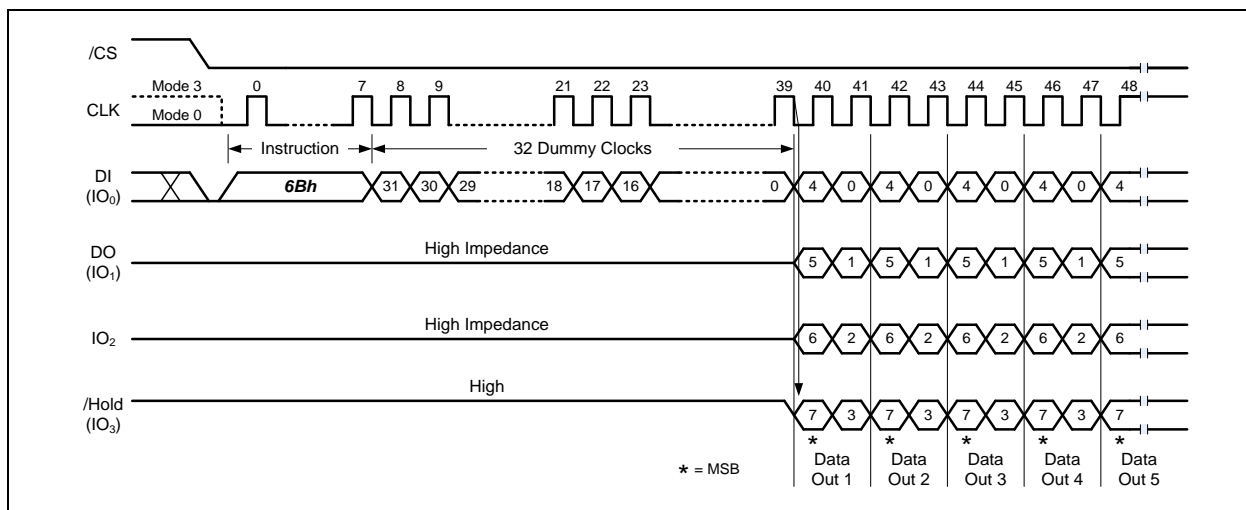 /CS
Mode 3 0 7 8 9 21 22 23 39 40 41 42 43 44 45 46 47 48
CLK
Mode 0
Instruction 32 Dummy Clocks
DI 6Bh 31 30 29 18 17 16 0 4 0 4 0 4 0 4 0 4
(IO0)
High Impedance
DO 5 1 5 1 5 1 5 1 5
(IO1)
High Impedance
IO2 6 2 6 2 6 2 6 2 6
High
/Hold 7 3 7 3 7 3 7 3 7
(IO3)
* * * * *
* = MSB
Data Data Data Data Data
Out 1 Out 2 Out 3 Out 4 Out 5